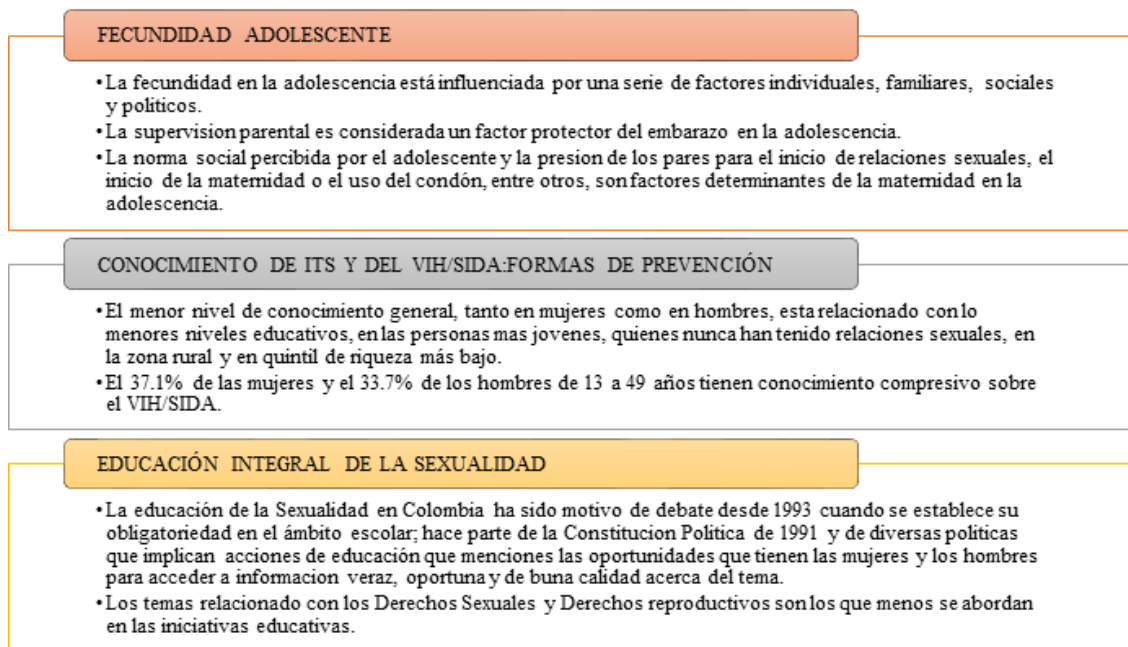 FECUNDIDAD ADOLESCENTE
•La fecundidad en la adolescencia está influenciada por una serie de factores individuales, familiares, sociales
y politicos.
•La supervision parental es considerada un factor protector del embarazo en la adolescencia.
•La norma social percibida por el adolescente y la presion de los pares para el inicio de relaciones sexuales, el
inicio de la maternidad o el uso del condón, entre otros, son factores determinantes de la maternidad en la
adolescencia.
CONOCIMIENTO DE ITS Y DEL VIH/SIDA:FORMAS DE PREVENCIÓN
•El menor nivel de conocimiento general, tanto en mujeres como en hombres, esta relacionado con lo
menores niveles educativos, en las personas mas jovenes, quienes nunca han tenido relaciones sexuales, en
la zona rural y en quintil de riqueza más bajo.
•El 37.1% de las mujeres y el 33.7% de los hombres de 13 a 49 años tienen conocimiento compresivo sobre
el VIH/SIDA.
EDUCACIÓN INTEGRAL DE LA SEXUALIDAD
•La educación de la Sexualidad en Colombia ha sido motivo de debate desde 1993 cuando se establece su
obligatoriedad en el ámbito escolar; hace parte de la Constitucion Politica de 1991 y de diversas politicas
que implican acciones de educación que menciones las oportunidades que tienen las mujeres y los hombres
para acceder a informacion veraz, oportuna y de buna calidad acerca del tema.
•Los temas relacionado con los Derechos Sexuales y Derechos reproductivos son los que menos se abordan
en las iniciativas educativas.